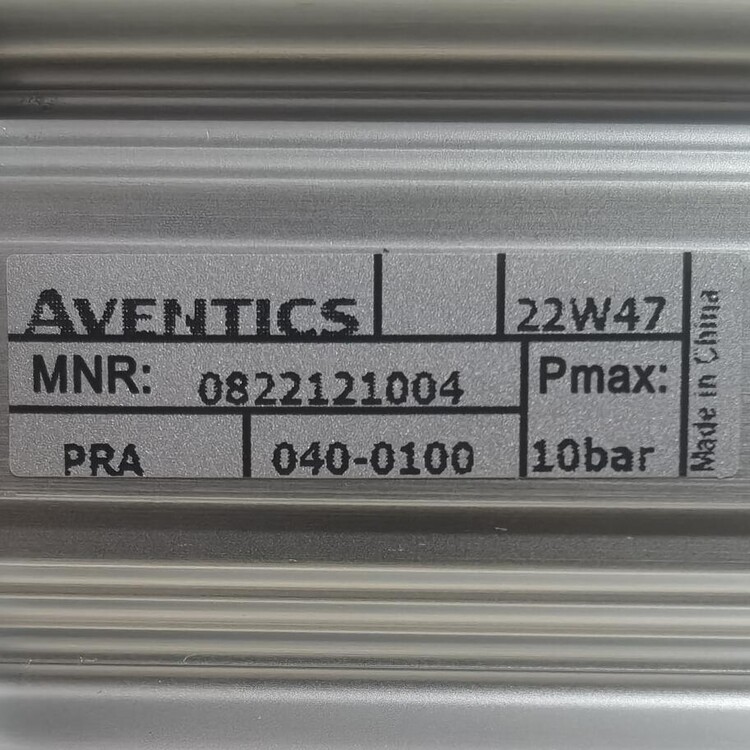 AVENTICS 22W47
MNR: 0822121004 Pmax:
PRA 040-0100 10bar
Made in China